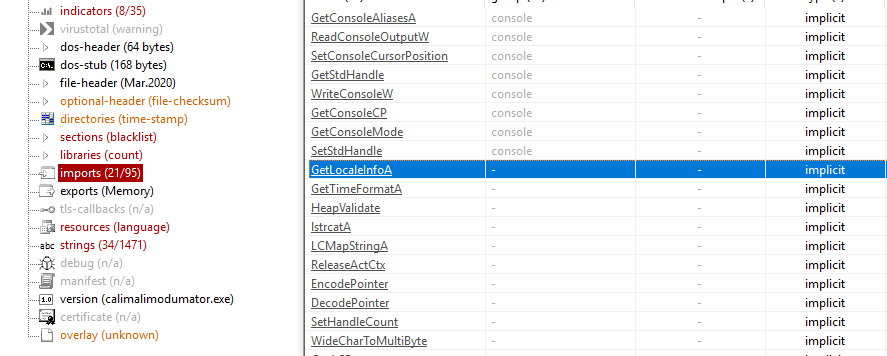 indicators (8/35)
virustotal (warning)
dos-header (64 bytes)
dos-stub (168 bytes)
file-header (Mar.2020)
optional-header (file-checksum)
directories (time-stamp)
sections (blacklist)
libraries (count)
imports (21/95)
exports (Memory)
tls-callbacks (n/a)
resources (language)
abc strings (34/1471)
debug (n/a)
manifest (n/a)
1.0 version (calimalimodumator.exe)
certificate (n/a)
overlay (unknown)
GetConsoleAliasesA console - implicit
ReadConsoleOutputW console - implicit
SetConsoleCursorPosition console - implicit
GetStdHandle console - implicit
WriteConsoleW console - implicit
GetConsoleCP console - implicit
GetConsoleMode console - implicit
SetStdHandle console - implicit
GetLocaleInfoA - - implicit
GetTimeFormatA - - implicit
HeapValidate - - implicit
lstrcatA - - implicit
LCMapStringA - - implicit
ReleaseActCtx - - implicit
EncodePointer - - implicit
DecodePointer - - implicit
SetHandleCount - - implicit
WideCharToMultiByte - - implicit